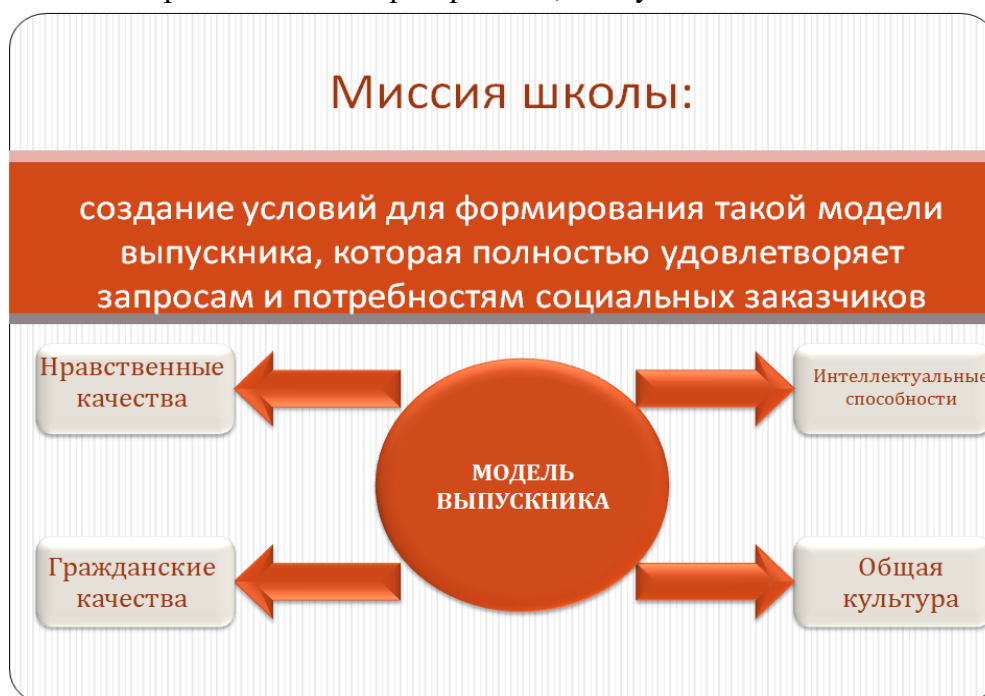 Миссия школы:
создание условий для формирования такой модели
выпускника, которая полностью удовлетворяет
запросам и потребностям социальных заказчиков
Нравственные
качества
Интеллектуальные
способности
МОДЕЛЬ
ВЫПУСКНИКА
Гражданские
качества
Общая
культура